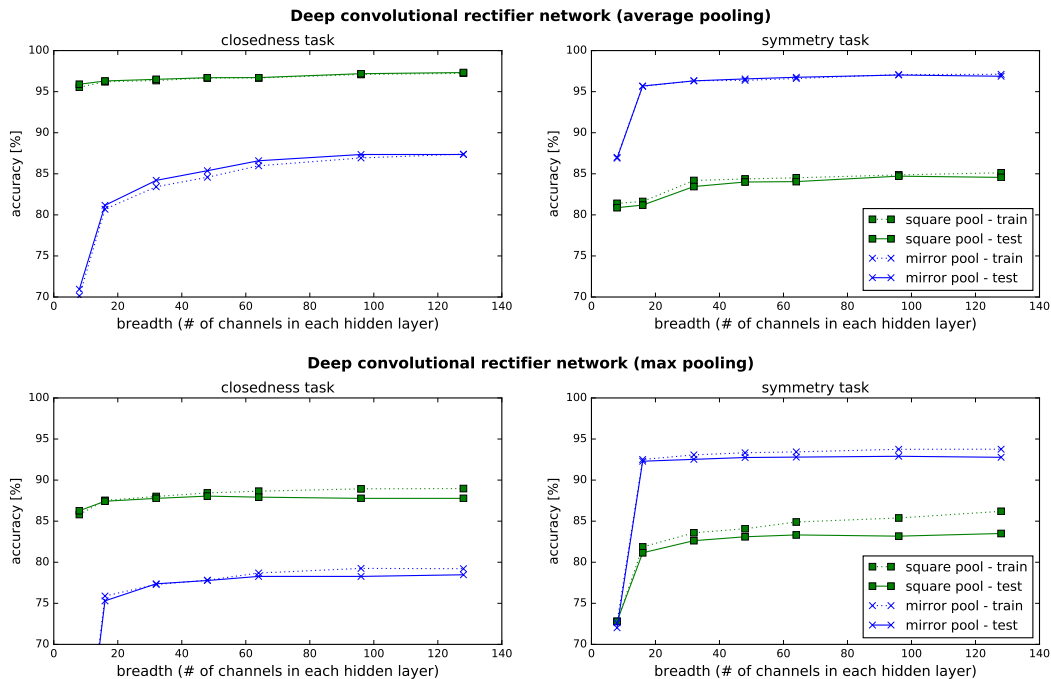 Deep convolutional rectifier network (average pooling)
closedness task
symmetry task
100
95
90
85
80
75
70
accuracy [%]
0 20 40 60 80 100 120 140
breadth (# of channels in each hidden layer)
100
95
90
85
80
75
70
accuracy [%]
square pool - train
square pool - test
mirror pool - train
mirror pool - test
0 20 40 60 80 100 120 140
breadth (# of channels in each hidden layer)
Deep convolutional rectifier network (max pooling)
closedness task
symmetry task
100
95
90
85
80
75
70
accuracy [%]
0 20 40 60 80 100 120 140
breadth (# of channels in each hidden layer)
100
95
90
85
80
75
70
accuracy [%]
square pool - train
square pool - test
mirror pool - train
mirror pool - test
0 20 40 60 80 100 120 140
breadth (# of channels in each hidden layer)